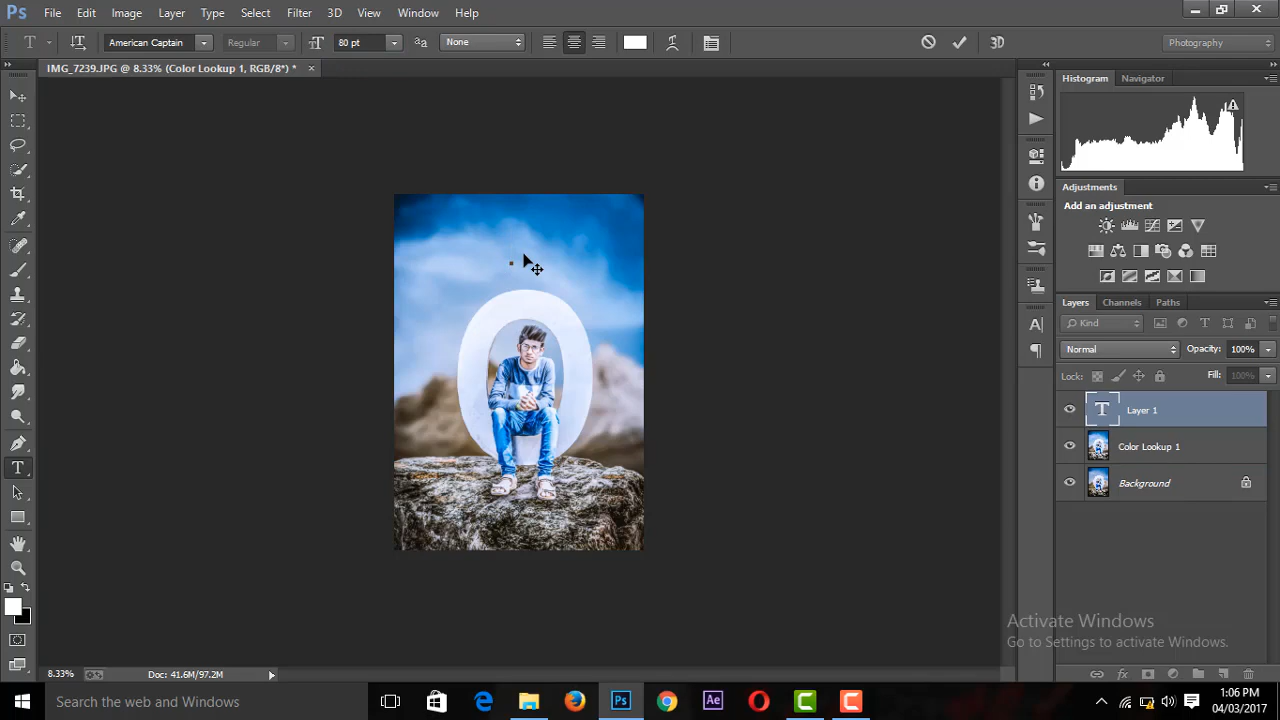 Ps File Edit Image Layer Type Select Filter 3D View Window Help
T American Captain Regular 80 pt aa None 3D Photography
IMG_7239.JPG @ 8.33% (Color Lookup 1, RGB/8*) *
Histogram Navigator
Adjustments
Add an adjustment
Layers Channels Paths
Kind
Normal Opacity: 100%
Lock: Fill: 100%
T Layer 1
Color Lookup 1
Background
O
8.33% Doc: 41.6M/97.2M
Activate Windows
Go to Settings to activate Windows.
Search the web and Windows Ps Ae 1:06 PM
04/03/2017